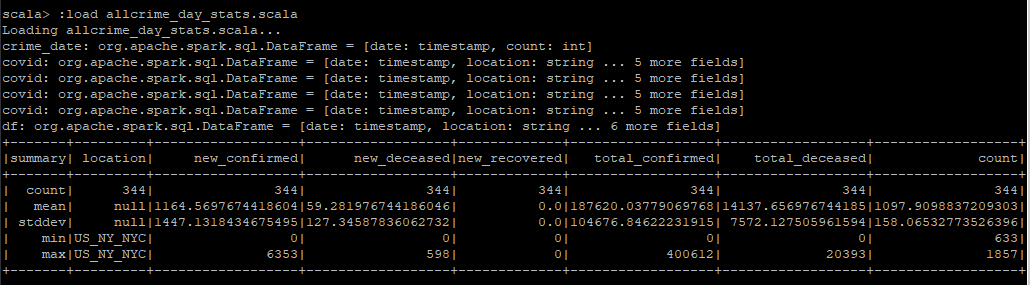 scala> :load allcrime_day_stats.scala
Loading allcrime_day_stats.scala...
crime_date: org.apache.spark.sql.DataFrame = [date: timestamp, count: int]
covid: org.apache.spark.sql.DataFrame = [date: timestamp, location: string ... 5 more fields]
covid: org.apache.spark.sql.DataFrame = [date: timestamp, location: string ... 5 more fields]
covid: org.apache.spark.sql.DataFrame = [date: timestamp, location: string ... 5 more fields]
covid: org.apache.spark.sql.DataFrame = [date: timestamp, location: string ... 5 more fields]
df: org.apache.spark.sql.DataFrame = [date: timestamp, location: string ... 6 more fields]
+-------+---------+------------------+------------------+-------------+------------------+------------------+------------------+
|summary| location|     new_confirmed|      new_deceased|new_recovered|   total_confirmed|    total_deceased|             count|
+-------+---------+------------------+------------------+-------------+------------------+------------------+------------------+
|  count|      344|               344|               344|          344|               344|               344|               344|
|   mean|     null|1164.5697674418604|59.281976744186046|          0.0|187620.03779069768|14137.656976744185|1097.9098837209303|
| stddev|     null|1447.1318434675495|127.34587836062732|          0.0|104676.84622231915| 7572.127505961594|158.06532773526396|
|    min|US_NY_NYC|                 0|                 0|            0|                 0|                 0|               633|
|    max|US_NY_NYC|              6353|               598|            0|            400612|             20393|              1857|
+-------+---------+------------------+------------------+-------------+------------------+------------------+------------------+